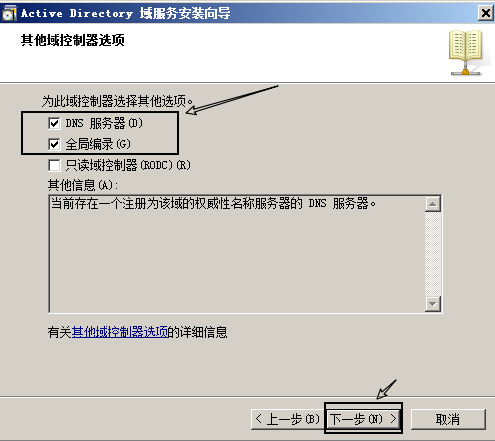 Active Directory 域服务安装向导
其他域控制器选项
为此域控制器选择其他选项。
DNS 服务器(D)
全局编录(G)
只读域控制器(RODC)(R)
其他信息(A):
当前存在一个注册为该域的权威性名称服务器的 DNS 服务器。
有关其他域控制器选项的详细信息
< 上一步(B) 下一步(N) > 取消